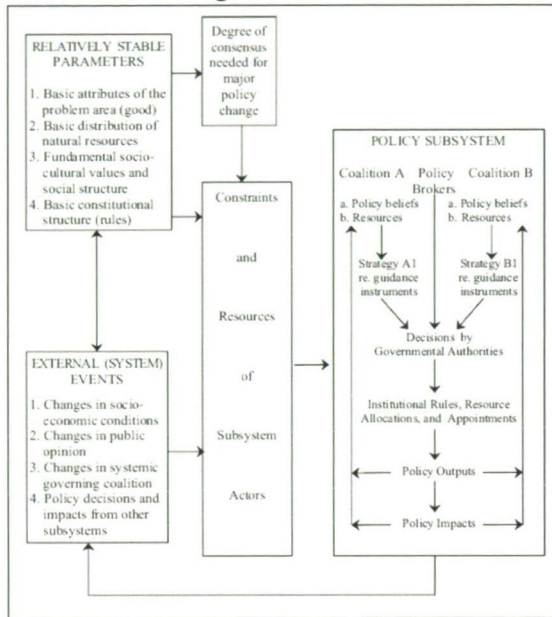 RELATIVELY STABLE
PARAMETERS
1. Basic attributes of the
problem area (good)
2. Basic distribution of
natural resources
3. Fundamental socio-
cultural values and
social structure
4. Basic constitutional
structure (rules)
Degree of
consensus
needed for
major
policy
change
EXTERNAL (SYSTEM)
EVENTS
1. Changes in socio-
economic conditions
2. Changes in public
opinion
3. Changes in systemic
governing coalition
4. Policy decisions and
impacts from other
subsystems
Constraints
and
Resources
of
Subsystem
Actors
POLICY SUBSYSTEM
Coalition A Policy Coalition B
Brokers
a. Policy beliefs a. Policy beliefs
b. Resources b. Resources
Strategy A1 Strategy B1
re. guidance re. guidance
instruments instruments
Decisions by
Governmental Authorities
Institutional Rules, Resource
Allocations, and Appointments
Policy Outputs
Policy Impacts